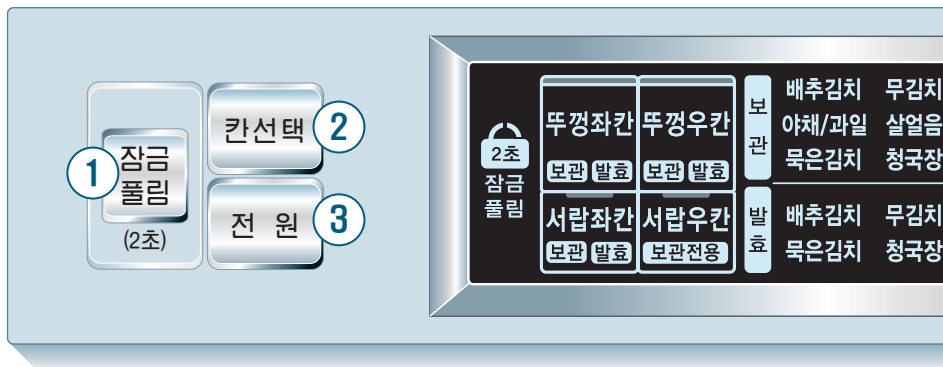 1
잠금
풀림
(2초)
칸선택
2
전 원
3
2초
잠금
풀림
뚜껑좌칸 뚜껑우칸
보관 발효 보관 발효
서랍좌칸 서랍우칸
보관 발효 보관전용
보관
배추김치 무김치
야채/과일 살얼음
묵은김치 청국장
발효
배추김치 무김치
묵은김치 청국장